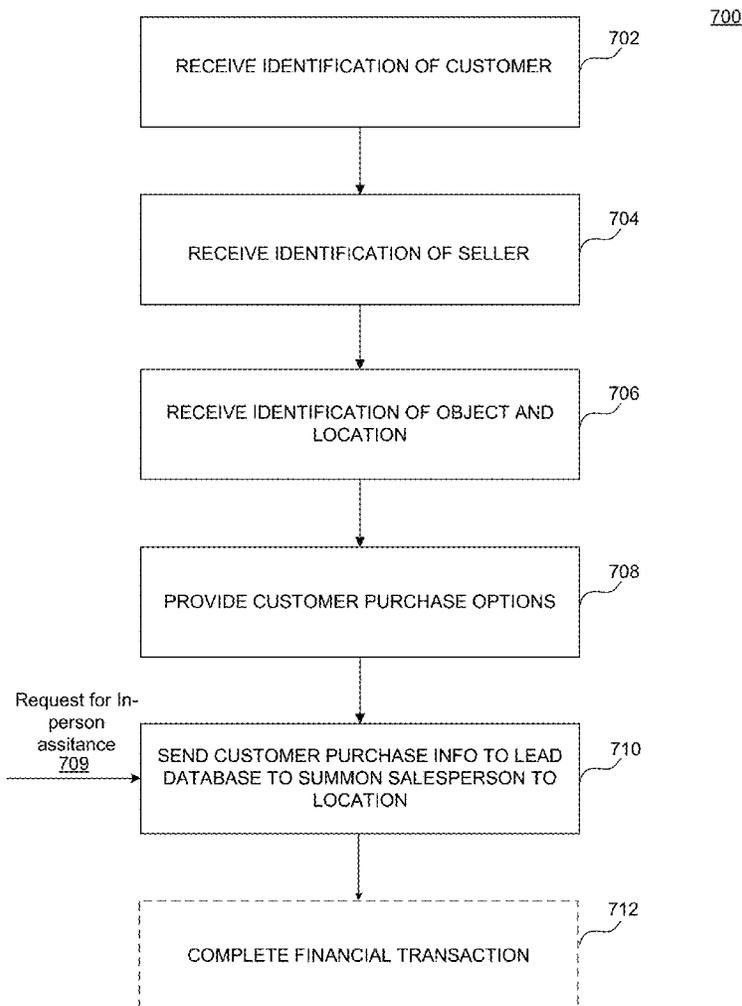 700
702
RECEIVE IDENTIFICATION OF CUSTOMER
704
RECEIVE IDENTIFICATION OF SELLER
706
RECEIVE IDENTIFICATION OF OBJECT AND
LOCATION
708
PROVIDE CUSTOMER PURCHASE OPTIONS
Request for In-
person
assitance
709
710
SEND CUSTOMER PURCHASE INFO TO LEAD
DATABASE TO SUMMON SALESPERSON TO
LOCATION
712
COMPLETE FINANCIAL TRANSACTION